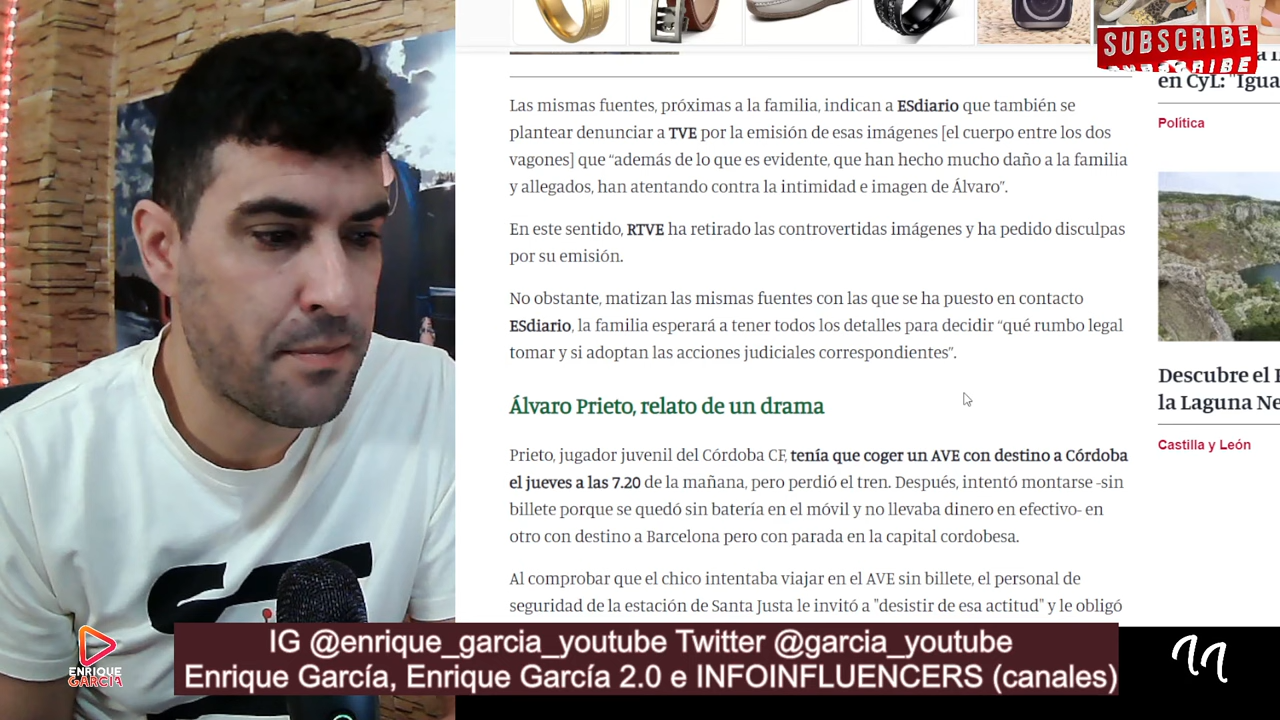 SUBSCRIBE
en CyL: "Igua
Política
Las mismas fuentes, próximas a la familia, indican a ESdiario que también se
plantear denunciar a TVE por la emisión de esas imágenes [el cuerpo entre los dos
vagones] que “además de lo que es evidente, que han hecho mucho daño a la familia
y allegados, han atentando contra la intimidad e imagen de Álvaro”.
En este sentido, RTVE ha retirado las controvertidas imágenes y ha pedido disculpas
por su emisión.
No obstante, matizan las mismas fuentes con las que se ha puesto en contacto
ESdiario, la familia esperará a tener todos los detalles para decidir “qué rumbo legal
tomar y si adoptan las acciones judiciales correspondientes”.
Álvaro Prieto, relato de un drama
Prieto, jugador juvenil del Córdoba CF, tenía que coger un AVE con destino a Córdoba
el jueves a las 7.20 de la mañana, pero perdió el tren. Después, intentó montarse -sin
billete porque se quedó sin batería en el móvil y no llevaba dinero en efectivo- en
otro con destino a Barcelona pero con parada en la capital cordobesa.
Al comprobar que el chico intentaba viajar en el AVE sin billete, el personal de
seguridad de la estación de Santa Justa le invitó a "desistir de esa actitud" y le obligó
Descubre el
la Laguna Ne
Castilla y León
ENRIQUE
GARCÍA
IG @enrique_garcia_youtube Twitter @garcia_youtube
Enrique García, Enrique García 2.0 e INFOINFLUENCERS (canales)